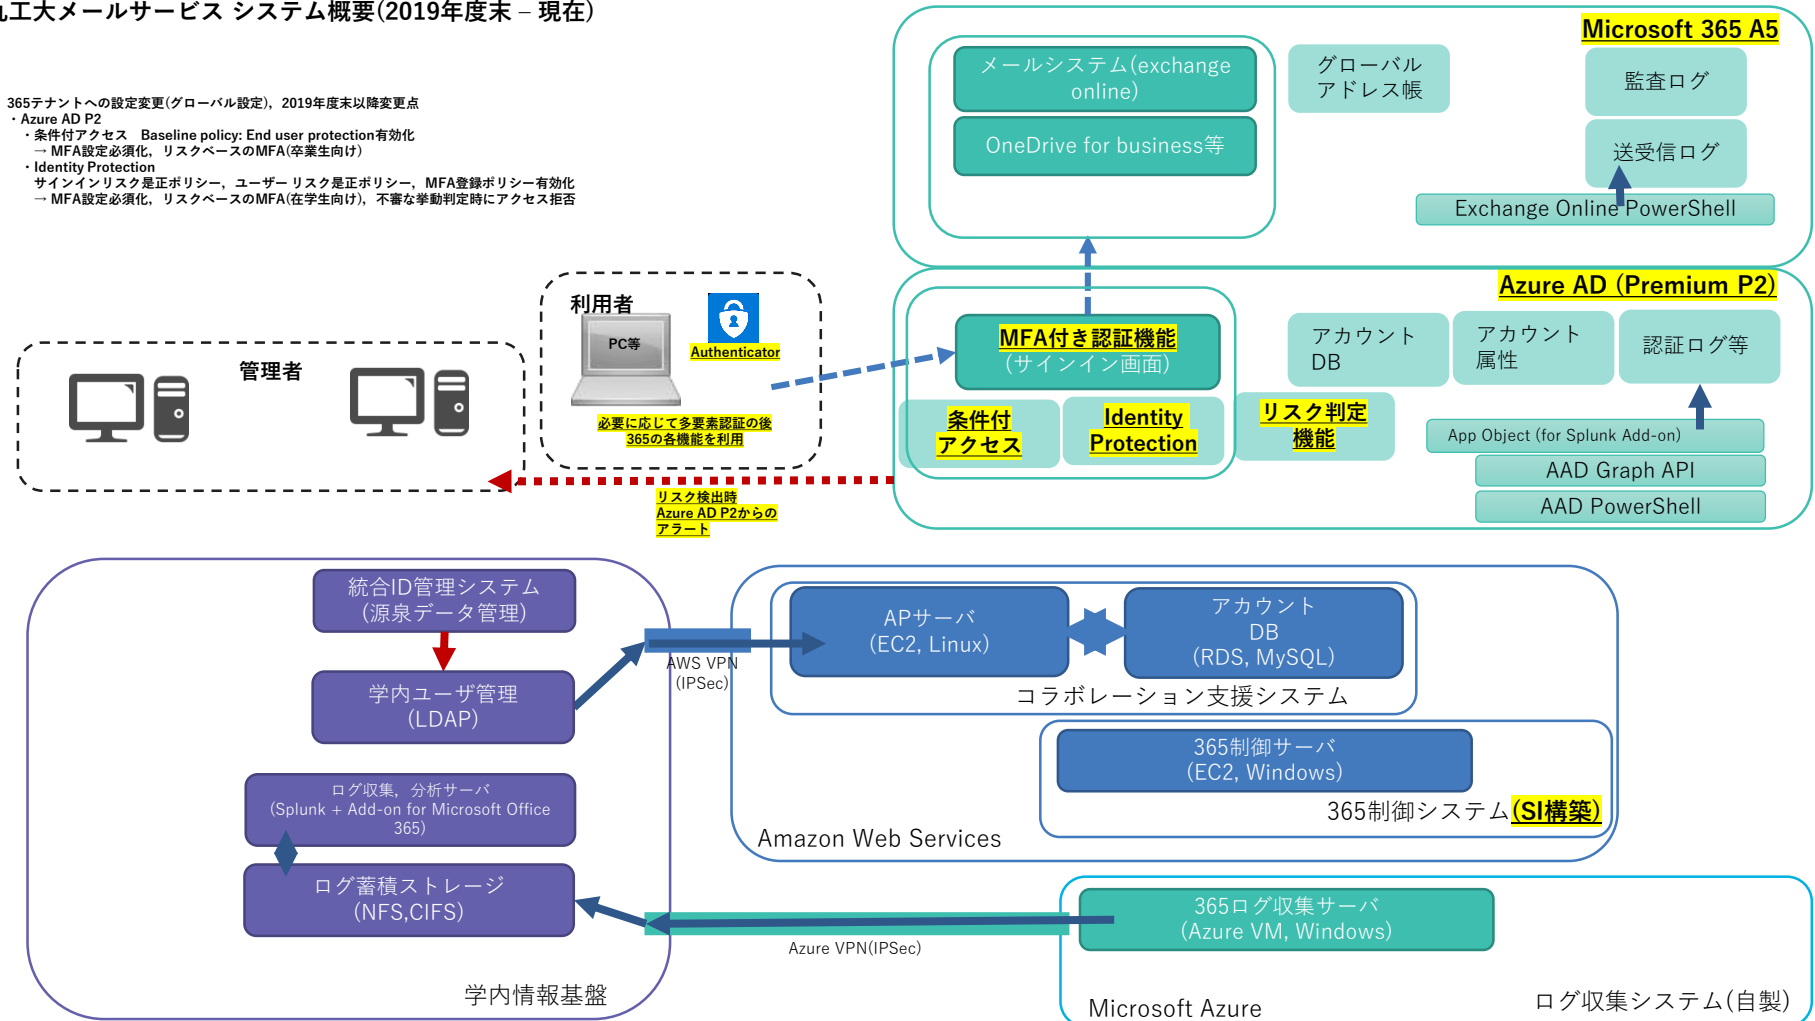 九工大メールサービス システム概要(2019年度末 – 現在)
365テナントへの設定変更(グローバル設定)，2019年度末以降変更点
・Azure AD P2
・条件付アクセス　Baseline policy: End user protection有効化
→ MFA設定必須化，リスクベースのMFA(卒業生向け)
・Identity Protection
サインインリスク是正ポリシー，ユーザー リスク是正ポリシー，MFA登録ポリシー有効化
→ MFA設定必須化，リスクベースのMFA(在学生向け)，不審な挙動判定時にアクセス拒否
Microsoft 365 A5
メールシステム(exchange
online)
OneDrive for business等
グローバル
アドレス帳
監査ログ
送受信ログ
Exchange Online PowerShell
Azure AD (Premium P2)
MFA付き認証機能
(サインイン画面)
条件付
アクセス
Identity
Protection
リスク判定
機能
アカウント
DB
アカウント
属性
認証ログ等
App Object (for Splunk Add-on)
AAD Graph API
AAD PowerShell
利用者
PC等
Authenticator
必要に応じて多要素認証の後
365の各機能を利用
管理者
リスク検出時
Azure AD P2からの
アラート
統合ID管理システム
(源泉データ管理)
学内ユーザ管理
(LDAP)
ログ収集，分析サーバ
(Splunk + Add-on for Microsoft Office
365)
ログ蓄積ストレージ
(NFS,CIFS)
学内情報基盤
AWS VPN
(IPSec)
APサーバ
(EC2, Linux)
アカウント
DB
(RDS, MySQL)
コラボレーション支援システム
365制御サーバ
(EC2, Windows)
365制御システム(SI構築)
Amazon Web Services
Azure VPN(IPSec)
365ログ収集サーバ
(Azure VM, Windows)
Microsoft Azure
ログ収集システム(自製)